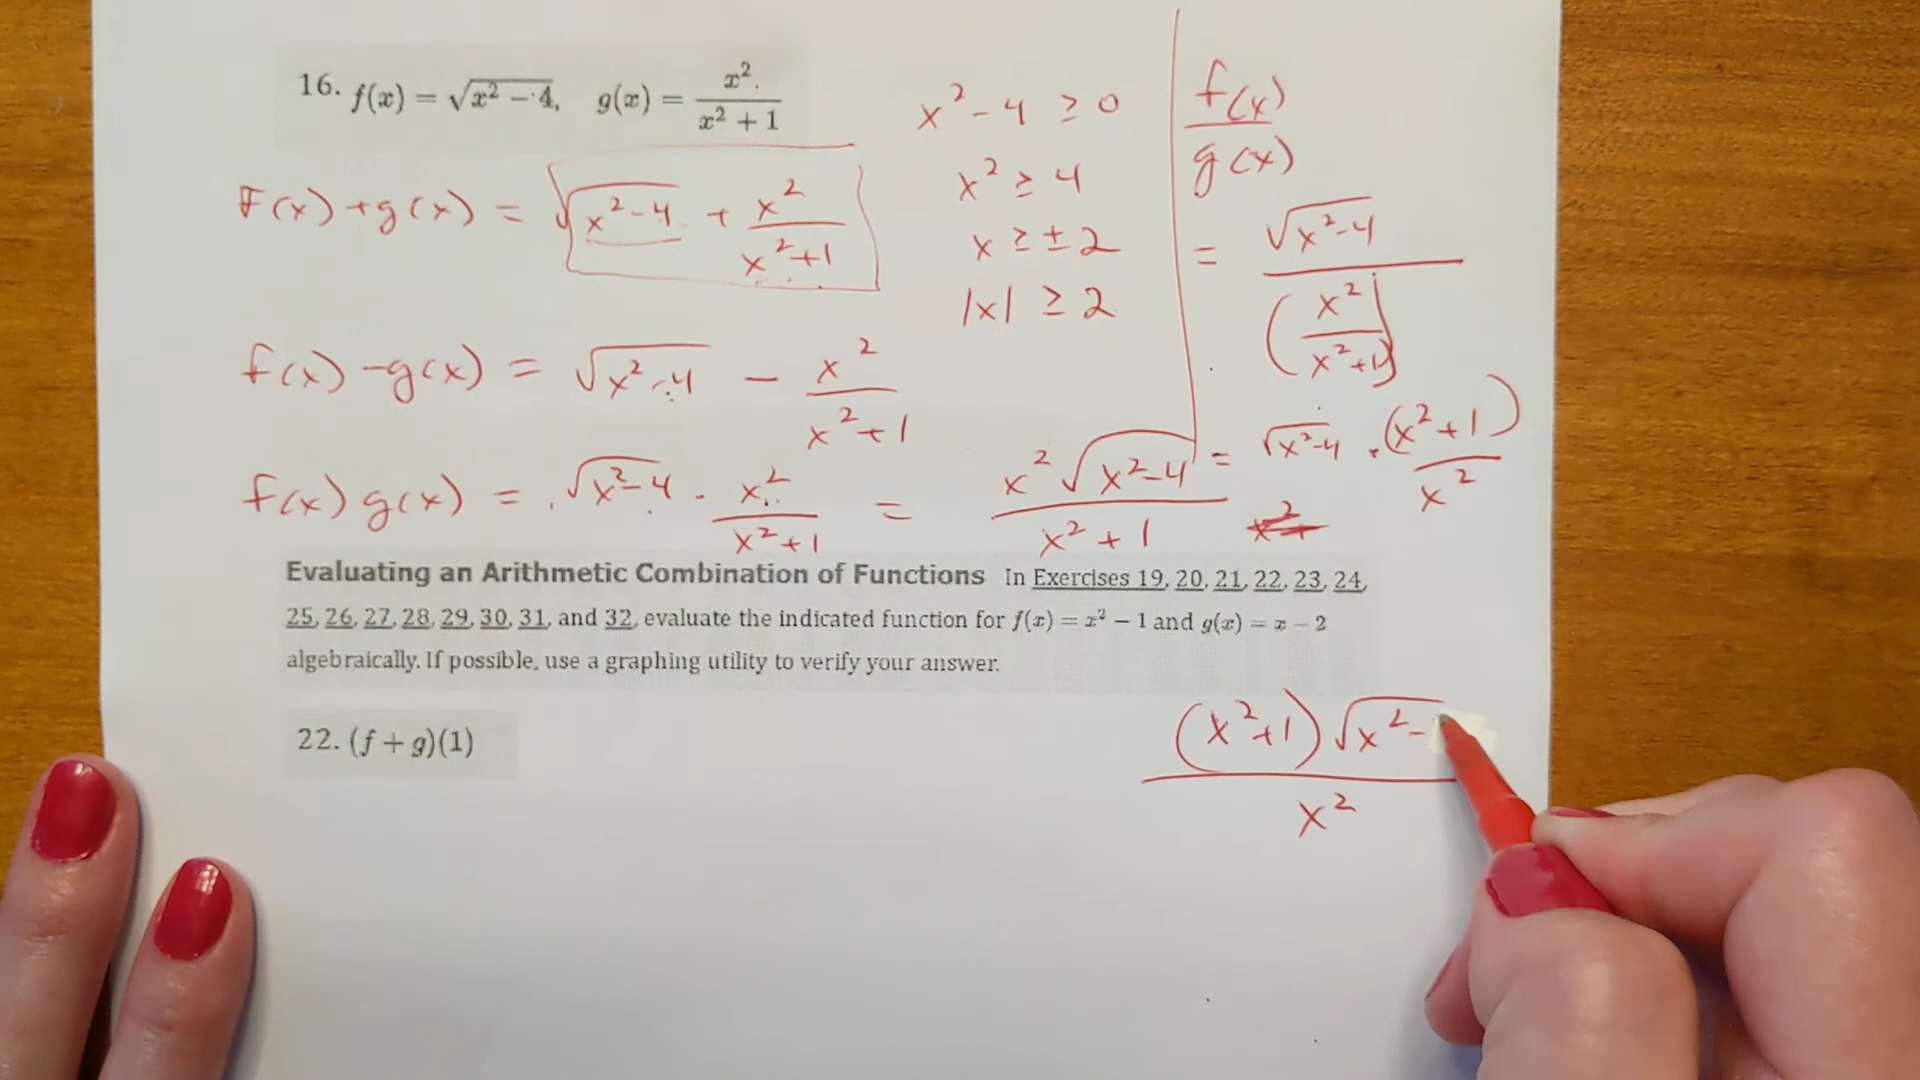 16. f(x) = √(x² − 4), g(x) = x² / (x² + 1)
F(x) + g(x) = √(x²-4) + x² / (x²+1)
f(x) - g(x) = √(x²-4) - x² / (x²+1)
f(x) g(x) = √(x²-4) · x² / (x²+1) = x²√(x²-4) / (x²+1)
x² - 4 ≥ 0
x² ≥ 4
x ≥ ± 2
|x| ≥ 2
f(x) / g(x)
= √(x²-4) / (x² / (x²+1))
= √(x²-4) · (x²+1) / x²
Evaluating an Arithmetic Combination of Functions In Exercises 19, 20, 21, 22, 23, 24,
25, 26, 27, 28, 29, 30, 31, and 32, evaluate the indicated function for f(x) = x² − 1 and g(x) = x − 2
algebraically. If possible, use a graphing utility to verify your answer.
22. (f + g)(1)
(x²+1)√(x²- / x²